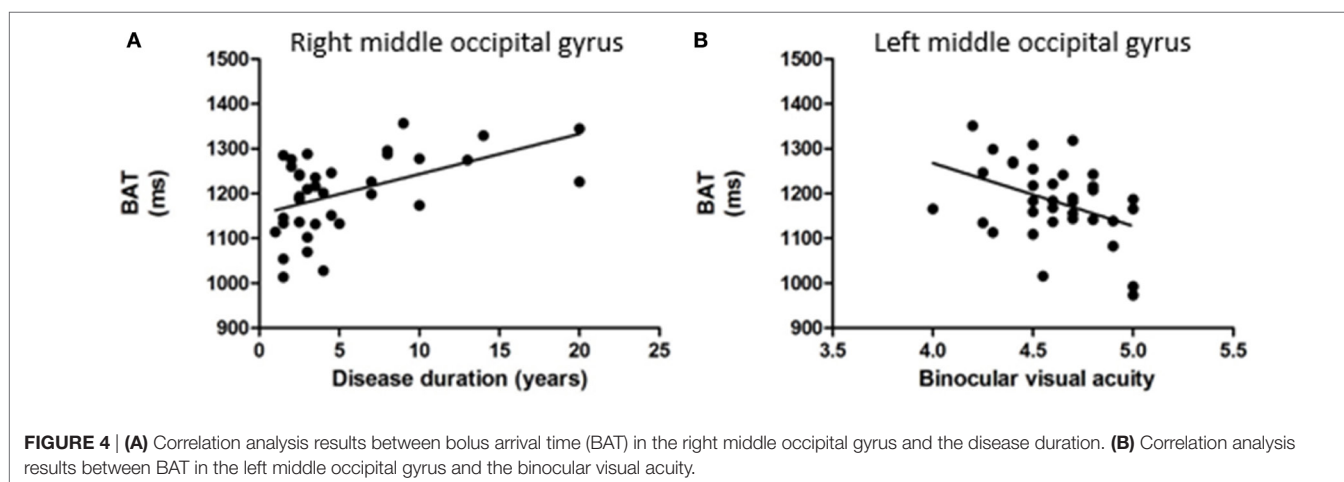 A
Right middle occipital gyrus
1500
1400
1300
1200
1100
1000
900
BAT
(ms)
0 5 10 15 20 25
Disease duration (years)
B
Left middle occipital gyrus
1500
1400
1300
1200
1100
1000
900
BAT
(ms)
3.5 4.0 4.5 5.0 5.5
Binocular visual acuity
FIGURE 4 | (A) Correlation analysis results between bolus arrival time (BAT) in the right middle occipital gyrus and the disease duration. (B) Correlation analysis
results between BAT in the left middle occipital gyrus and the binocular visual acuity.